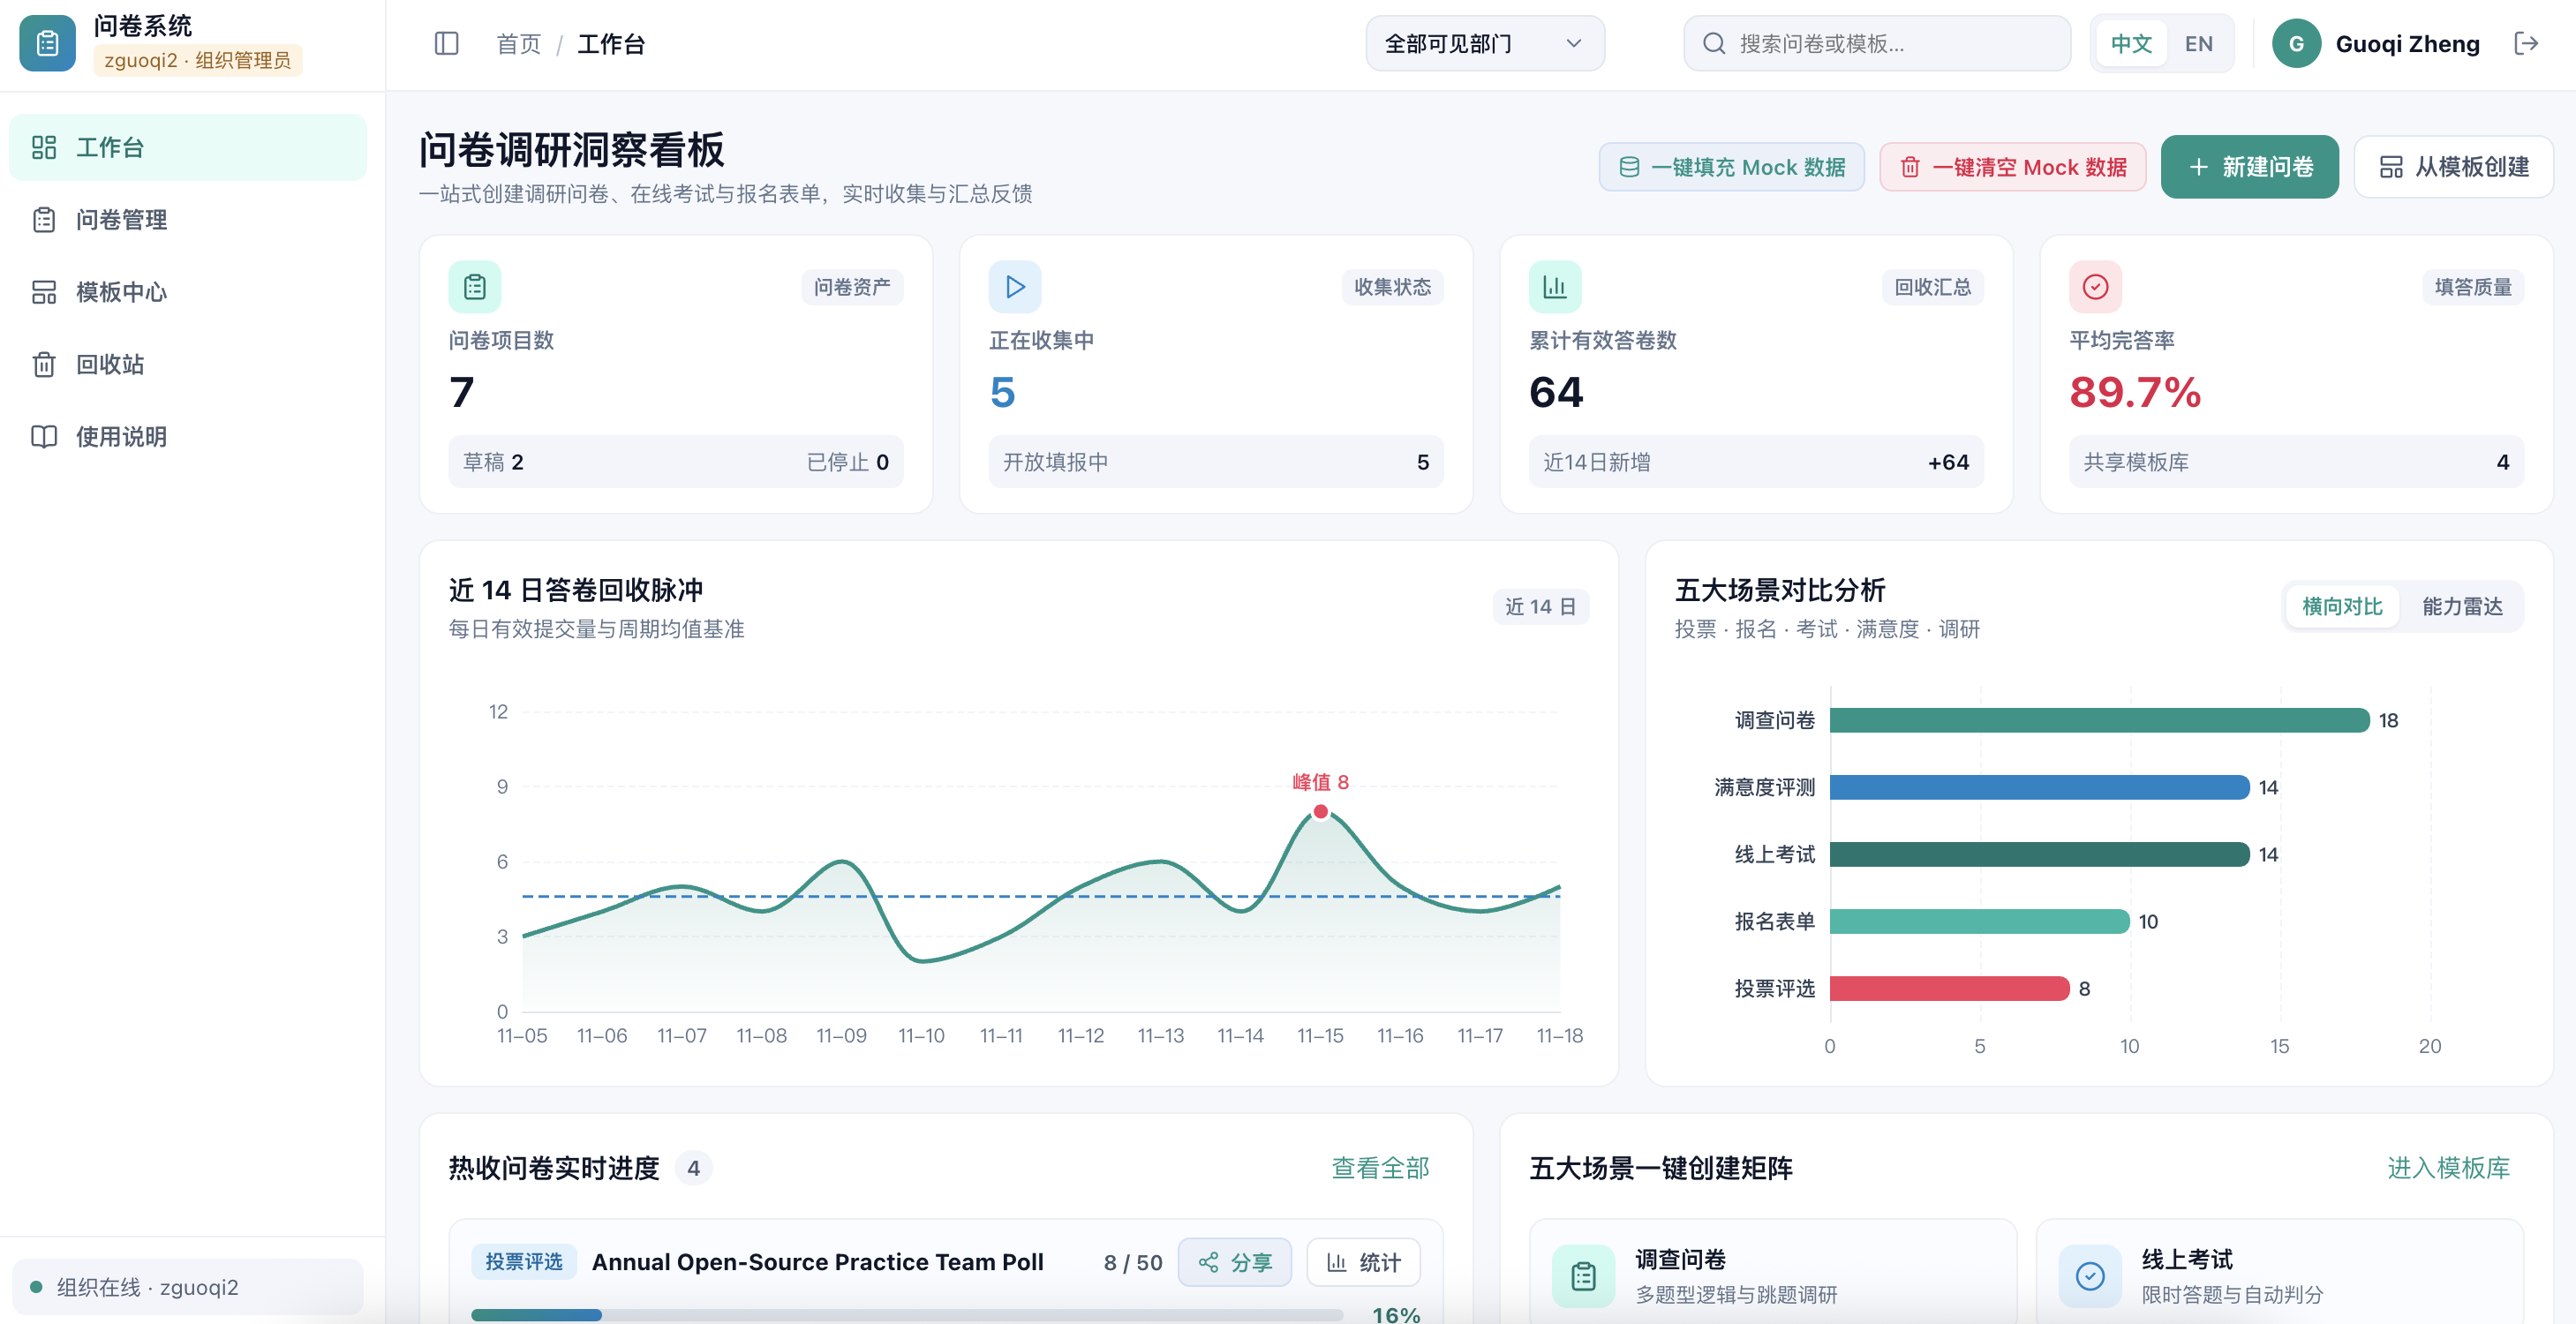 问卷系统
zguoqi2 · 组织管理员
首页 / 工作台
全部可见部门
搜索问卷或模板...
中文 EN
G Guoqi Zheng
工作台
问卷管理
模板中心
回收站
使用说明
组织在线 · zguoqi2
问卷调研洞察看板
一站式创建调研问卷、在线考试与报名表单，实时收集与汇总反馈
一键填充 Mock 数据
一键清空 Mock 数据
新建问卷
从模板创建
问卷资产
问卷项目数
7
草稿 2 已停止 0
收集状态
正在收集中
5
开放填报中 5
回收汇总
累计有效答卷数
64
近14日新增 +64
填答质量
平均完答率
89.7%
共享模板库 4
近 14 日答卷回收脉冲
每日有效提交量与周期均值基准
近 14 日
12
9
6
3
0
峰值 8
11-05 11-06 11-07 11-08 11-09 11-10 11-11 11-12 11-13 11-14 11-15 11-16 11-17 11-18
五大场景对比分析
投票 · 报名 · 考试 · 满意度 · 调研
横向对比 能力雷达
调查问卷 18
满意度评测 14
线上考试 14
报名表单 10
投票评选 8
0 5 10 15 20
热收问卷实时进度 4
查看全部
投票评选 Annual Open-Source Practice Team Poll 8 / 50 分享 统计
16%
五大场景一键创建矩阵
进入模板库
调查问卷
多题型逻辑与跳题调研
线上考试
限时答题与自动判分